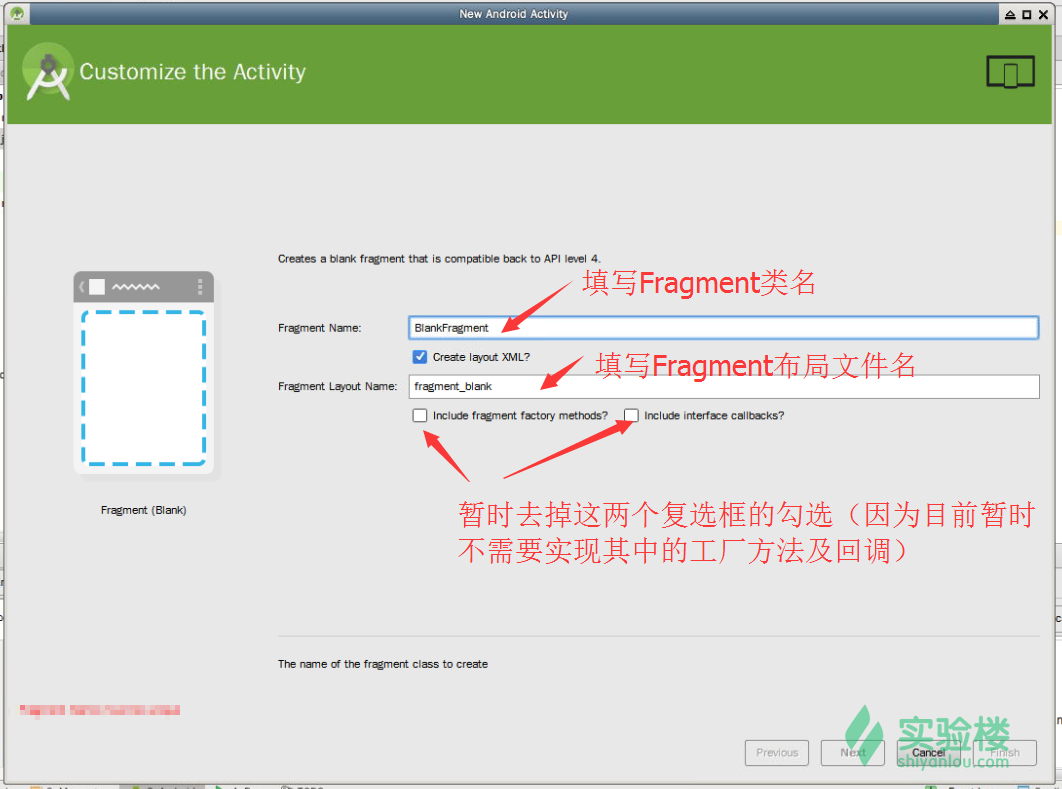 New Android Activity
Customize the Activity
Creates a blank fragment that is compatible back to API level 4.
填写Fragment类名
Fragment Name:
BlankFragment
Create layout XML?
填写Fragment布局文件名
Fragment Layout Name:
fragment_blank
Include fragment factory methods?
Include interface callbacks?
Fragment (Blank)
暂时去掉这两个复选框的勾选（因为目前暂时
不需要实现其中的工厂方法及回调）
The name of the fragment class to create
实验楼
shiyanlou.com
Previous
Next
Cancel
Finish